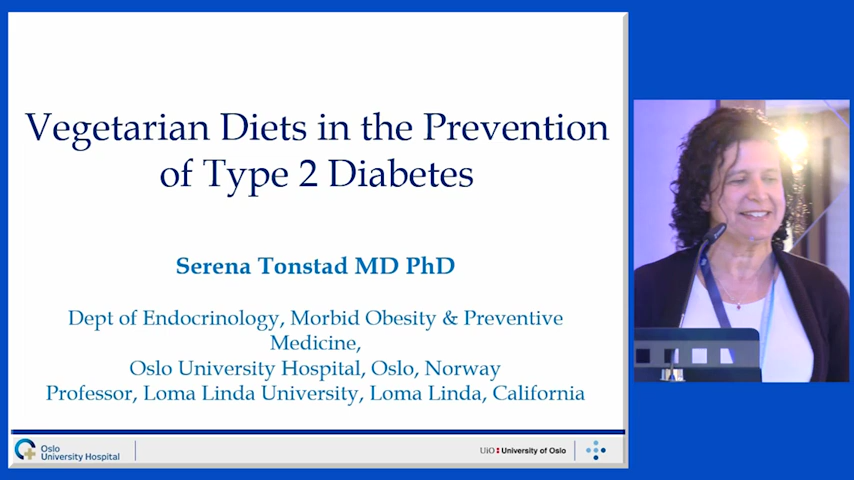 Vegetarian Diets in the Prevention
of Type 2 Diabetes
Serena Tonstad MD PhD
Dept of Endocrinology, Morbid Obesity & Preventive
Medicine,
Oslo University Hospital, Oslo, Norway
Professor, Loma Linda University, Loma Linda, California
Oslo
University Hospital
UiO University of Oslo